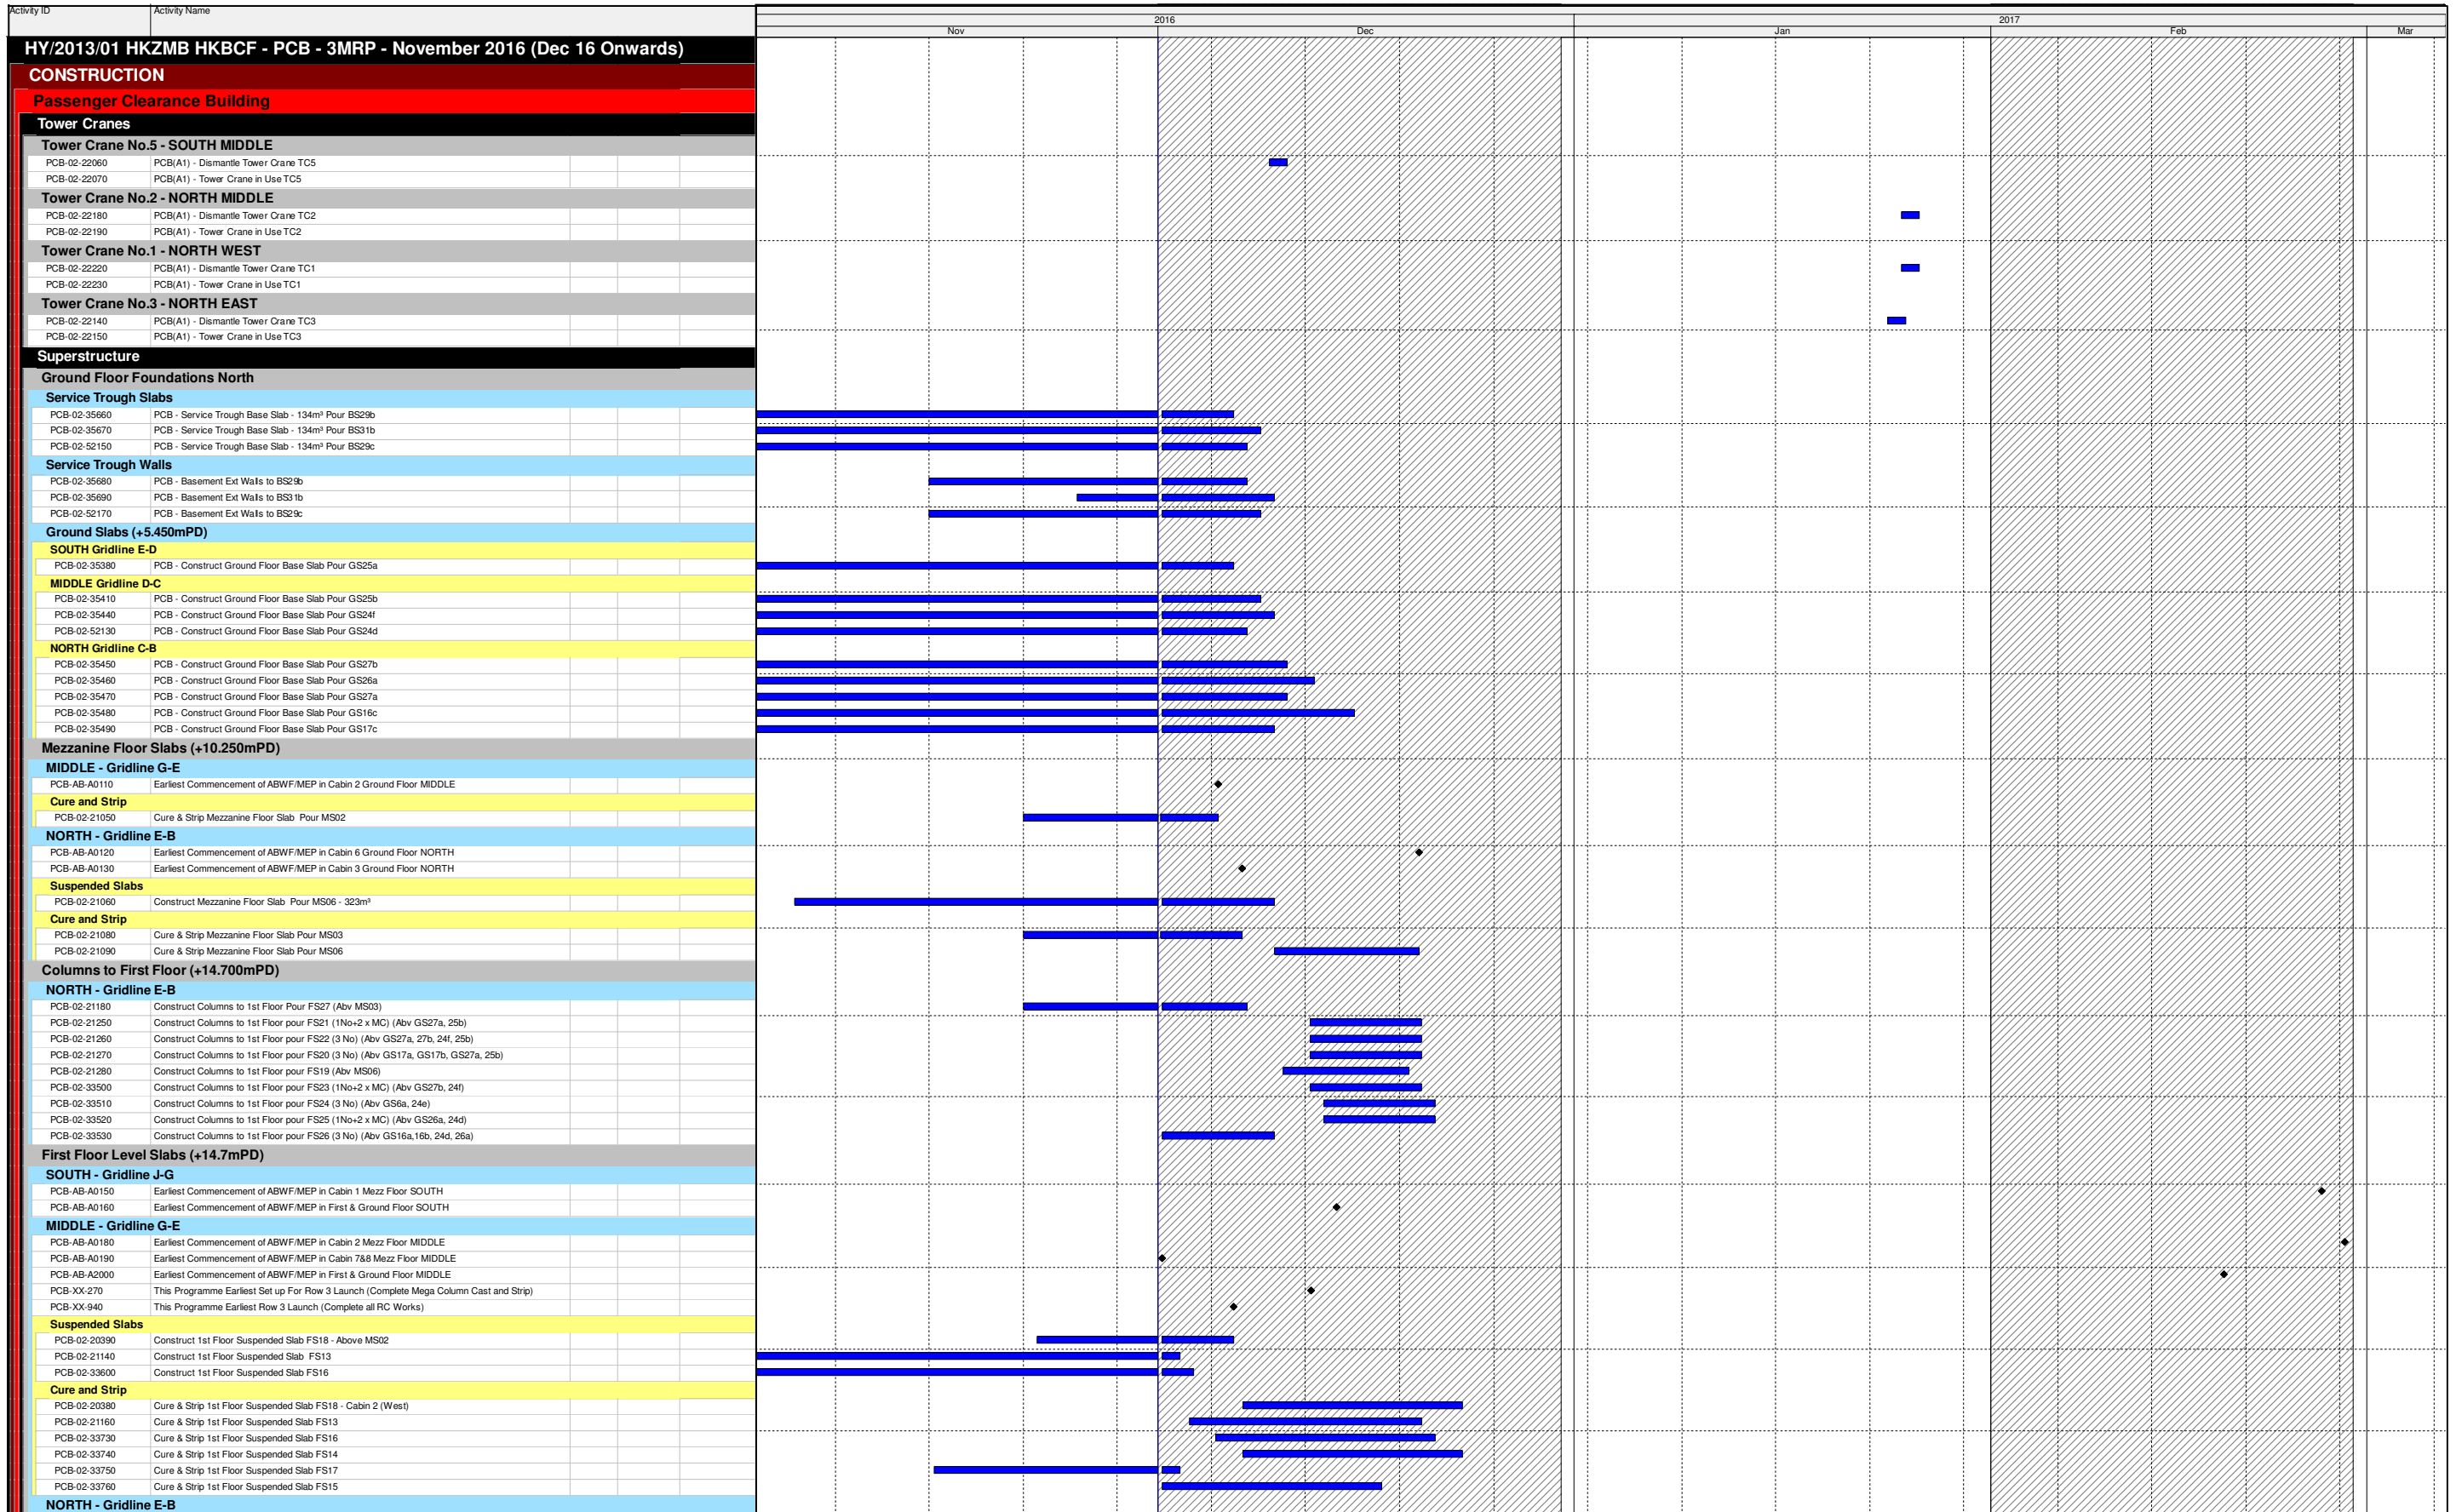 Activity ID Activity Name
2016 2017
Nov Dec Jan Feb Mar
HY/2013/01 HKZMB HKBCF - PCB - 3MRP - November 2016 (Dec 16 Onwards)
CONSTRUCTION
Passenger Clearance Building
Tower Cranes
Tower Crane No.5 - SOUTH MIDDLE
PCB-02-22060 PCB(A1) - Dismantle Tower Crane TC5
PCB-02-22070 PCB(A1) - Tower Crane in Use TC5
Tower Crane No.2 - NORTH MIDDLE
PCB-02-22180 PCB(A1) - Dismantle Tower Crane TC2
PCB-02-22190 PCB(A1) - Tower Crane in Use TC2
Tower Crane No.1 - NORTH WEST
PCB-02-22220 PCB(A1) - Dismantle Tower Crane TC1
PCB-02-22230 PCB(A1) - Tower Crane in Use TC1
Tower Crane No.3 - NORTH EAST
PCB-02-22140 PCB(A1) - Dismantle Tower Crane TC3
PCB-02-22150 PCB(A1) - Tower Crane in Use TC3
Superstructure
Ground Floor Foundations North
Service Trough Slabs
PCB-02-35660 PCB - Service Trough Base Slab - 134m³ Pour BS29b
PCB-02-35670 PCB - Service Trough Base Slab - 134m³ Pour BS31b
PCB-02-52150 PCB - Service Trough Base Slab - 134m³ Pour BS29c
Service Trough Walls
PCB-02-35680 PCB - Basement Ext Walls to BS29b
PCB-02-35690 PCB - Basement Ext Walls to BS31b
PCB-02-52170 PCB - Basement Ext Walls to BS29c
Ground Slabs (+5.450mPD)
SOUTH Gridline E-D
PCB-02-35380 PCB - Construct Ground Floor Base Slab Pour GS25a
MIDDLE Gridline D-C
PCB-02-35410 PCB - Construct Ground Floor Base Slab Pour GS25b
PCB-02-35440 PCB - Construct Ground Floor Base Slab Pour GS24f
PCB-02-52130 PCB - Construct Ground Floor Base Slab Pour GS24d
NORTH Gridline C-B
PCB-02-35450 PCB - Construct Ground Floor Base Slab Pour GS27b
PCB-02-35460 PCB - Construct Ground Floor Base Slab Pour GS26a
PCB-02-35470 PCB - Construct Ground Floor Base Slab Pour GS27a
PCB-02-35480 PCB - Construct Ground Floor Base Slab Pour GS16c
PCB-02-35490 PCB - Construct Ground Floor Base Slab Pour GS17c
Mezzanine Floor Slabs (+10.250mPD)
MIDDLE - Gridline G-E
PCB-AB-A0110 Earliest Commencement of ABWF/MEP in Cabin 2 Ground Floor MIDDLE
Cure and Strip
PCB-02-21050 Cure & Strip Mezzanine Floor Slab Pour MS02
NORTH - Gridline E-B
PCB-AB-A0120 Earliest Commencement of ABWF/MEP in Cabin 6 Ground Floor NORTH
PCB-AB-A0130 Earliest Commencement of ABWF/MEP in Cabin 3 Ground Floor NORTH
Suspended Slabs
PCB-02-21060 Construct Mezzanine Floor Slab Pour MS06 - 323m³
Cure and Strip
PCB-02-21080 Cure & Strip Mezzanine Floor Slab Pour MS03
PCB-02-21090 Cure & Strip Mezzanine Floor Slab Pour MS06
Columns to First Floor (+14.700mPD)
NORTH - Gridline E-B
PCB-02-21180 Construct Columns to 1st Floor Pour FS27 (Abv MS03)
PCB-02-21250 Construct Columns to 1st Floor pour FS21 (1No+2 x MC) (Abv GS27a, 25b)
PCB-02-21260 Construct Columns to 1st Floor pour FS22 (3 No) (Abv GS27a, 27b, 24f, 25b)
PCB-02-21270 Construct Columns to 1st Floor pour FS20 (3 No) (Abv GS17a, GS17b, GS27a, 25b)
PCB-02-21280 Construct Columns to 1st Floor pour FS19 (Abv MS06)
PCB-02-33500 Construct Columns to 1st Floor pour FS23 (1No+2 x MC) (Abv GS27b, 24f)
PCB-02-33510 Construct Columns to 1st Floor pour FS24 (3 No) (Abv GS6a, 24e)
PCB-02-33520 Construct Columns to 1st Floor pour FS25 (1No+2 x MC) (Abv GS26a, 24d)
PCB-02-33530 Construct Columns to 1st Floor pour FS26 (3 No) (Abv GS16a,16b, 24d, 26a)
First Floor Level Slabs (+14.7mPD)
SOUTH - Gridline J-G
PCB-AB-A0150 Earliest Commencement of ABWF/MEP in Cabin 1 Mezz Floor SOUTH
PCB-AB-A0160 Earliest Commencement of ABWF/MEP in First & Ground Floor SOUTH
MIDDLE - Gridline G-E
PCB-AB-A0180 Earliest Commencement of ABWF/MEP in Cabin 2 Mezz Floor MIDDLE
PCB-AB-A0190 Earliest Commencement of ABWF/MEP in Cabin 7&8 Mezz Floor MIDDLE
PCB-AB-A2000 Earliest Commencement of ABWF/MEP in First & Ground Floor MIDDLE
PCB-XX-270 This Programme Earliest Set up For Row 3 Launch (Complete Mega Column Cast and Strip)
PCB-XX-940 This Programme Earliest Row 3 Launch (Complete all RC Works)
Suspended Slabs
PCB-02-20390 Construct 1st Floor Suspended Slab FS18 - Above MS02
PCB-02-21140 Construct 1st Floor Suspended Slab FS13
PCB-02-33600 Construct 1st Floor Suspended Slab FS16
Cure and Strip
PCB-02-20380 Cure & Strip 1st Floor Suspended Slab FS18 - Cabin 2 (West)
PCB-02-21160 Cure & Strip 1st Floor Suspended Slab FS13
PCB-02-33730 Cure & Strip 1st Floor Suspended Slab FS16
PCB-02-33740 Cure & Strip 1st Floor Suspended Slab FS14
PCB-02-33750 Cure & Strip 1st Floor Suspended Slab FS17
PCB-02-33760 Cure & Strip 1st Floor Suspended Slab FS15
NORTH - Gridline E-B